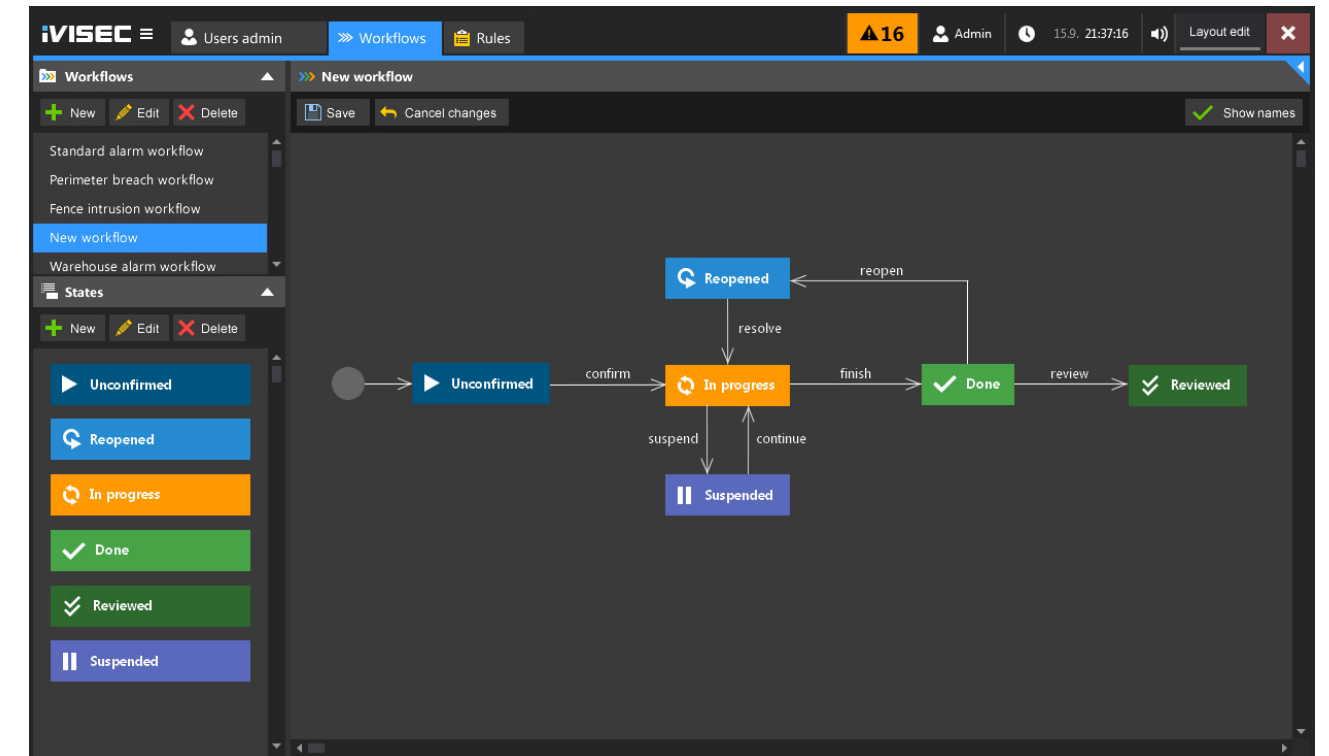 iVISEC
Users admin
Workflows
Rules
16
Admin
15.9. 21:37:16
Layout edit
Workflows
New workflow
New
Edit
Delete
Save
Cancel changes
Show names
Standard alarm workflow
Perimeter breach workflow
Fence intrusion workflow
New workflow
Warehouse alarm workflow
States
New
Edit
Delete
Unconfirmed
Reopened
In progress
Done
Reviewed
Suspended
Reopened
reopen
resolve
Unconfirmed
confirm
In progress
finish
Done
review
Reviewed
suspend
continue
Suspended